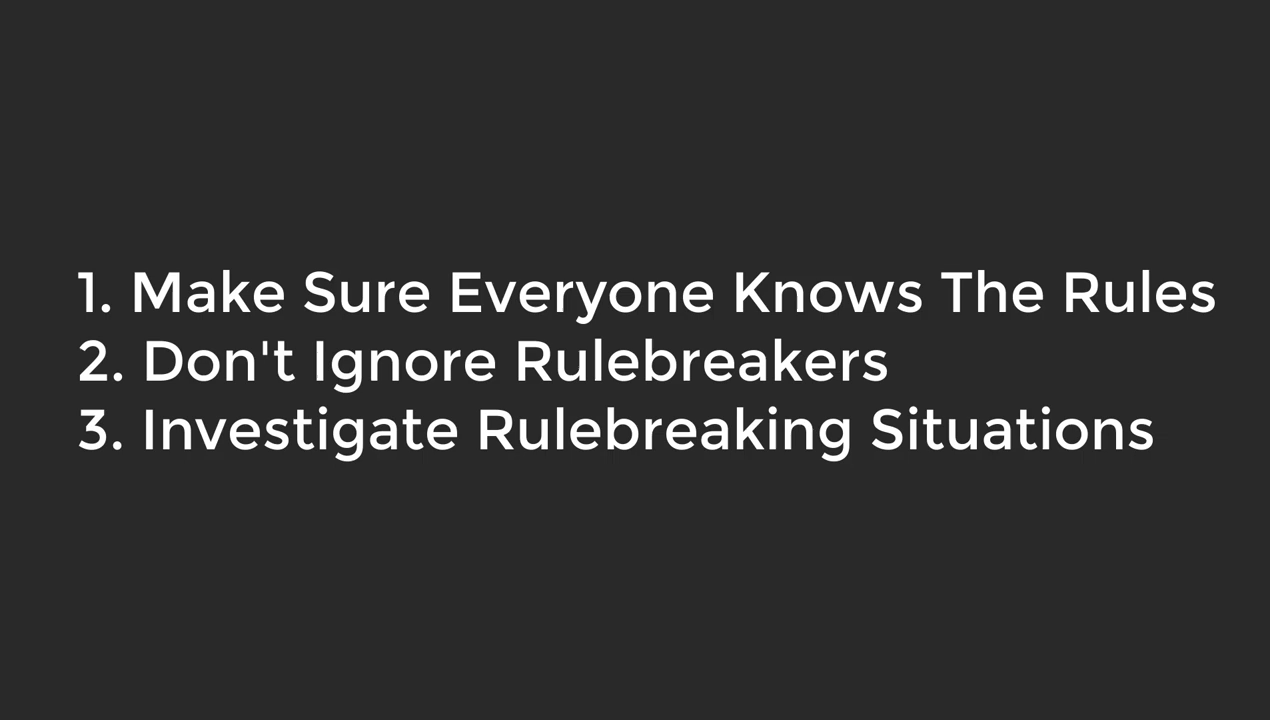 1. Make Sure Everyone Knows The Rules
2. Don't Ignore Rulebreakers
3. Investigate Rulebreaking Situations